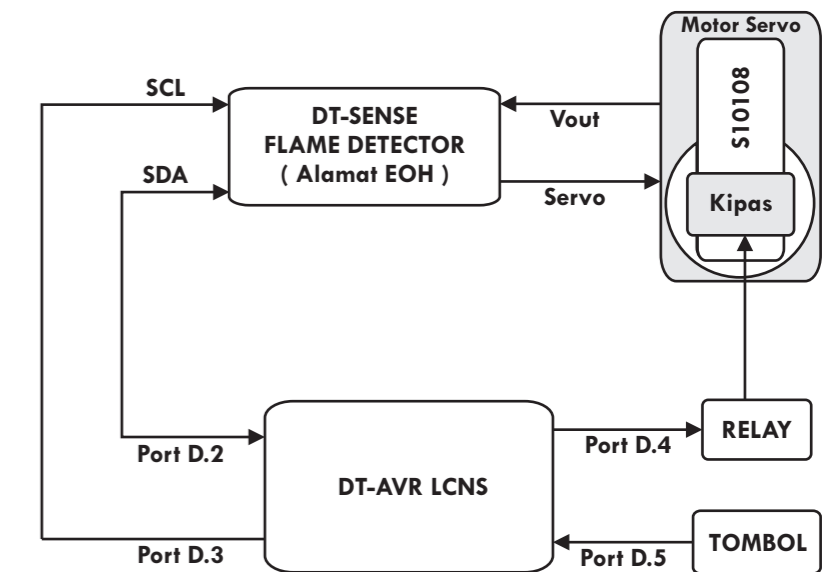 Motor Servo
S10108
Kipas
SCL
SDA
DT-SENSE
FLAME DETECTOR
( Alamat EOH )
Vout
Servo
Port D.2
Port D.3
DT-AVR LCNS
Port D.4
RELAY
Port D.5
TOMBOL